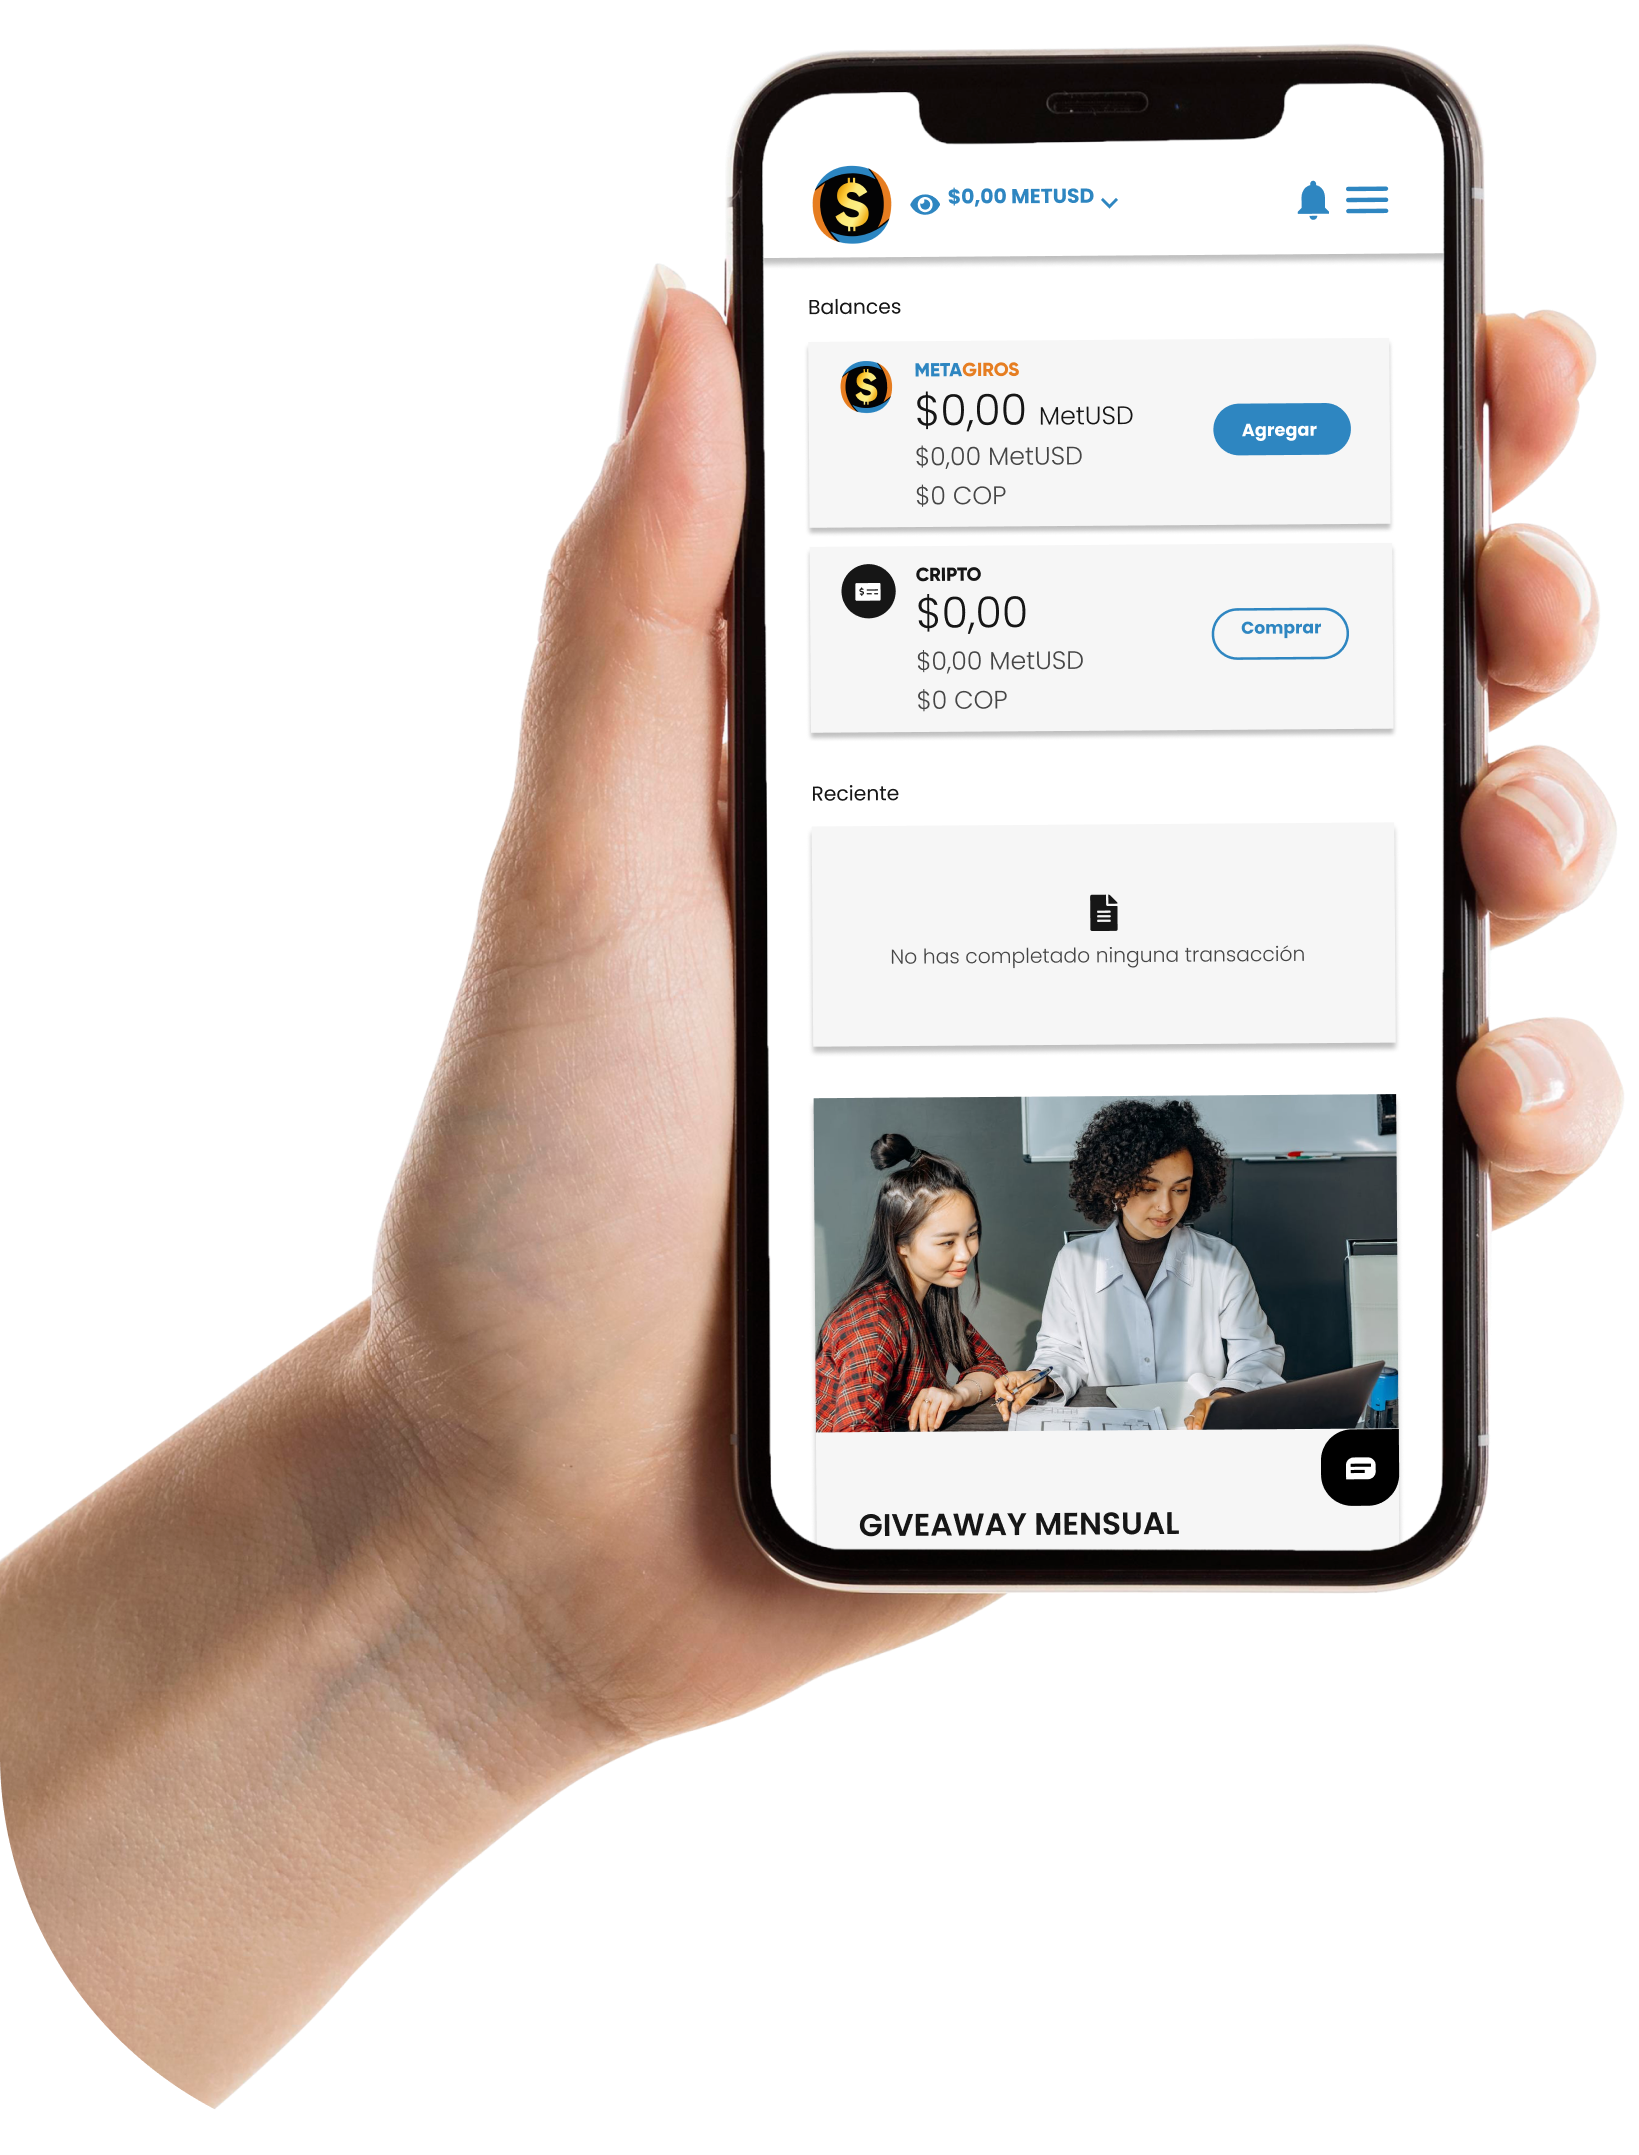 $0,00 METUSD
Balances
METAGIROS
$0,00 MetUSD
$0,00 MetUSD
$0 COP
Agregar
CRIPTO
$0,00
$0,00 MetUSD
$0 COP
Comprar
Reciente
No has completado ninguna transacción
GIVEAWAY MENSUAL